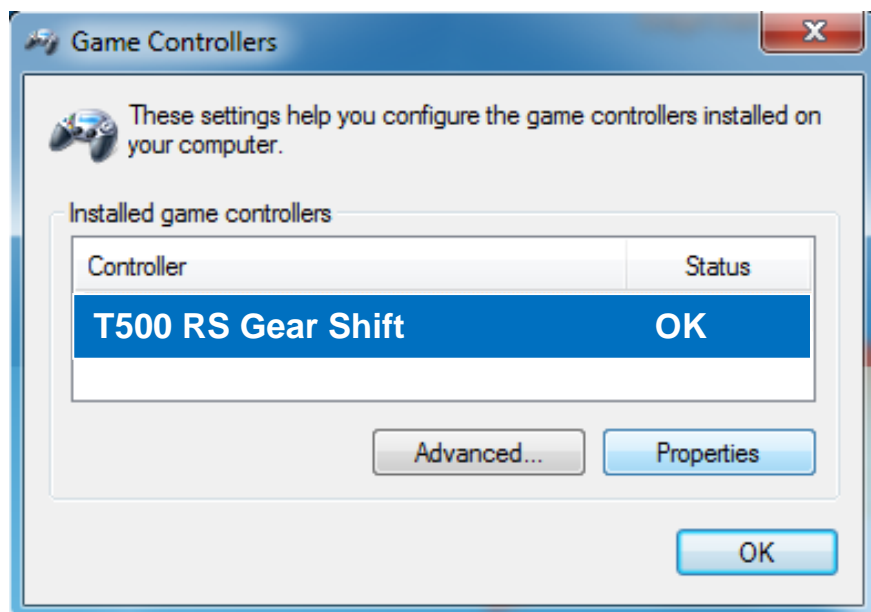 Game Controllers
These settings help you configure the game controllers installed on
your computer.
Installed game controllers
Controller Status
T500 RS Gear Shift OK
Advanced... Properties
OK